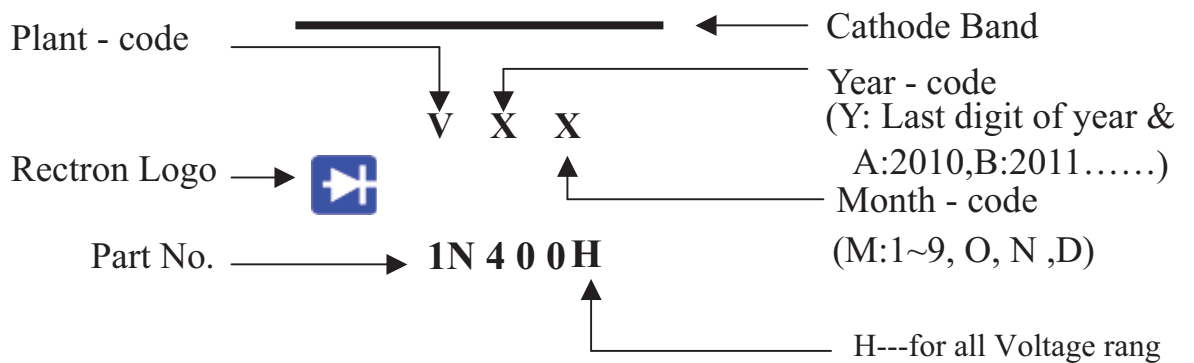 Plant - code
Cathode Band
Year - code
(Y: Last digit of year &
A:2010,B:2011……)
V X X
Rectron Logo
Month - code
(M:1~9, O, N ,D)
Part No.
1N 4 0 0 H
H---for all Voltage rang